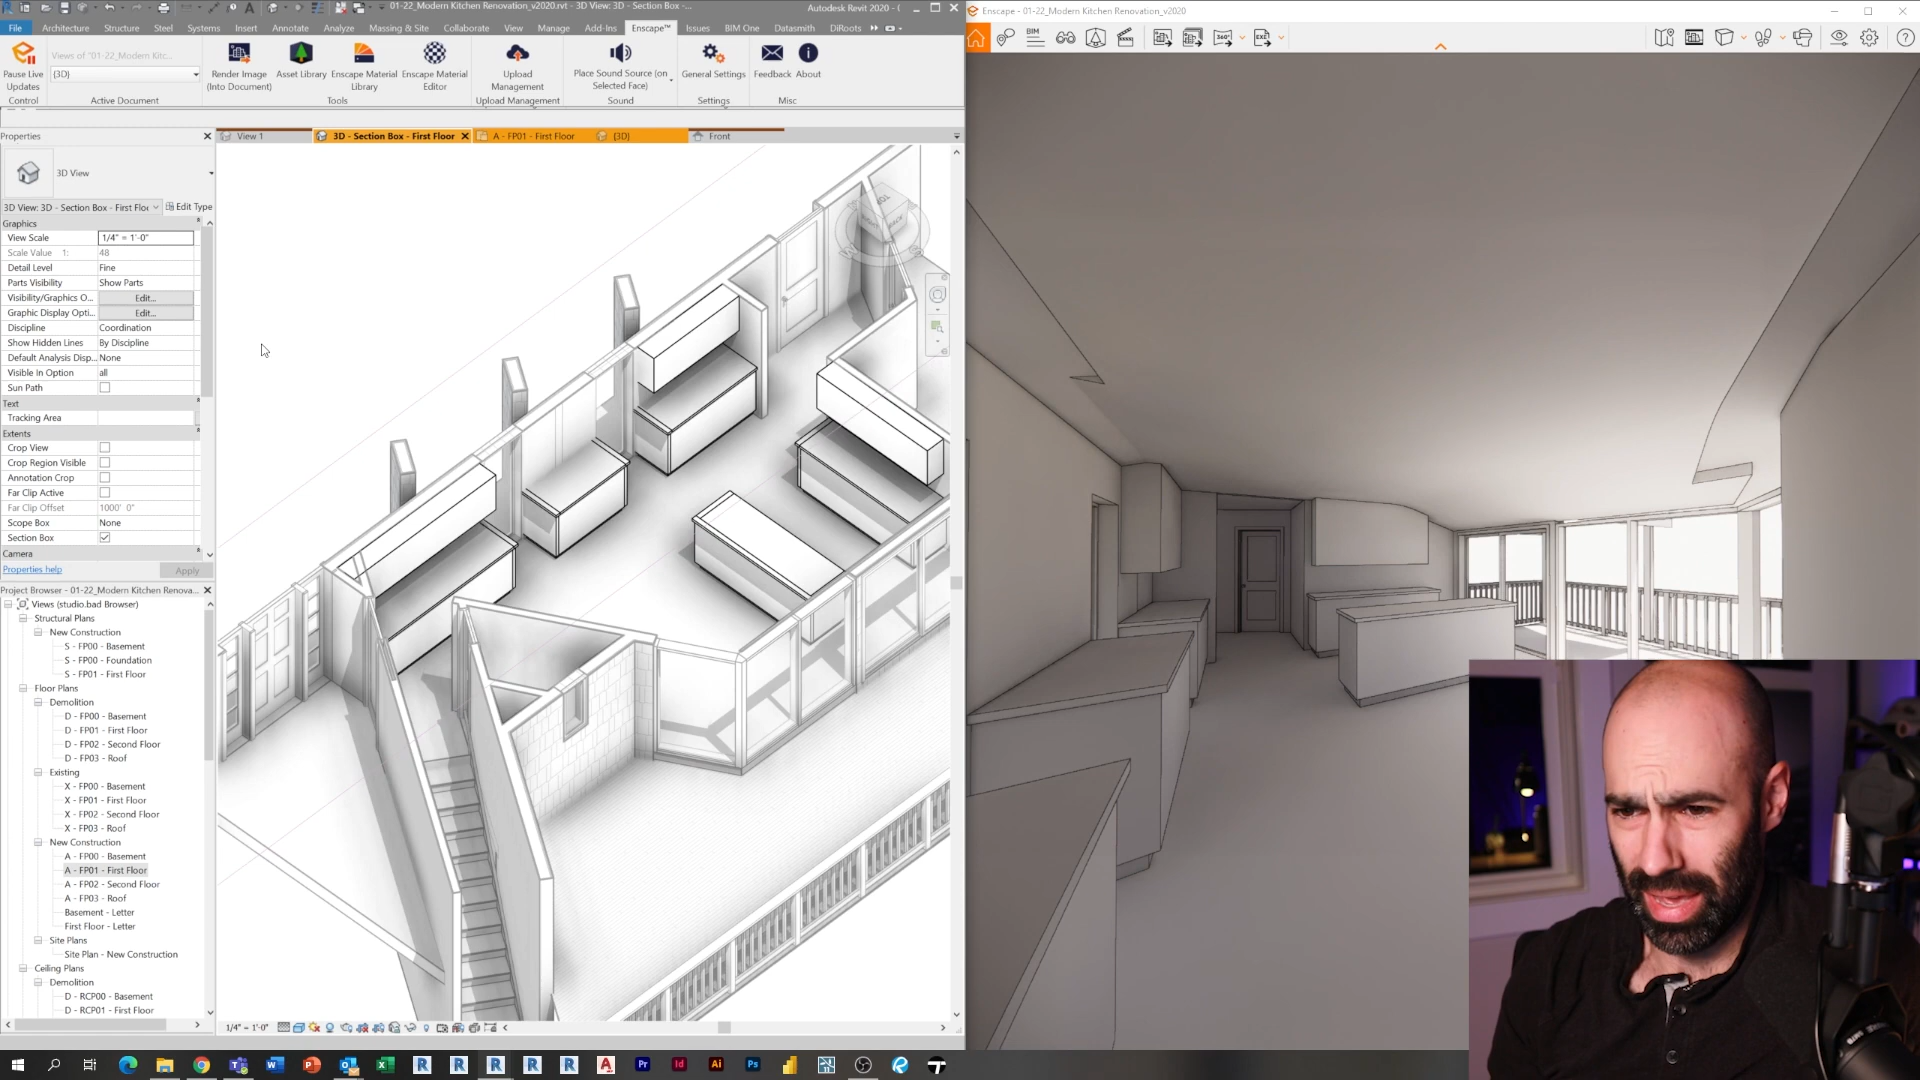 01-22_Modern Kitchen Renovation_v2020.rvt - 3D View: 3D - Section Box -...
Autodesk Revit 2020 - (
Enscape - 01-22_Modern Kitchen Renovation_v2020
File Architecture Structure Steel Systems Insert Annotate Analyze Massing & Site Collaborate View Manage Add-Ins Enscape™ Issues BIM One Datasmith DiRoots
Views of "01-22_Modern Kitc...
(3D)
Pause Live Updates
Render Image (Into Document)
Asset Library
Enscape Material Library
Enscape Material Editor
Upload Management
Place Sound Source (on Selected Face)
General Settings
Feedback
About
Control Active Document Tools Upload Management Sound Settings Misc
BIM
360°
EXE
Properties
View 1
3D - Section Box - First Floor
A - FP01 - First Floor
(3D)
Front
3D View
3D View: 3D - Section Box - First Floo
Edit Type
Graphics
View Scale 1/4" = 1'-0"
Scale Value 1: 48
Detail Level Fine
Parts Visibility Show Parts
Visibility/Graphics O... Edit...
Graphic Display Opti... Edit...
Discipline Coordination
Show Hidden Lines By Discipline
Default Analysis Disp... None
Visible In Option all
Sun Path
Text
Tracking Area
Extents
Crop View
Crop Region Visible
Annotation Crop
Far Clip Active
Far Clip Offset 1000' 0"
Scope Box None
Section Box
Camera
Properties help
Apply
Project Browser - 01-22_Modern Kitchen Renova...
Views (studio.bad Browser)
Structural Plans
New Construction
S - FP00 - Basement
S - FP00 - Foundation
S - FP01 - First Floor
Floor Plans
Demolition
D - FP00 - Basement
D - FP01 - First Floor
D - FP02 - Second Floor
D - FP03 - Roof
Existing
X - FP00 - Basement
X - FP01 - First Floor
X - FP02 - Second Floor
X - FP03 - Roof
New Construction
A - FP00 - Basement
A - FP01 - First Floor
A - FP02 - Second Floor
A - FP03 - Roof
Basement - Letter
First Floor - Letter
Site Plans
Site Plan - New Construction
Ceiling Plans
Demolition
D - RCP00 - Basement
D - RCP01 - First Floor
1/4" = 1'-0"